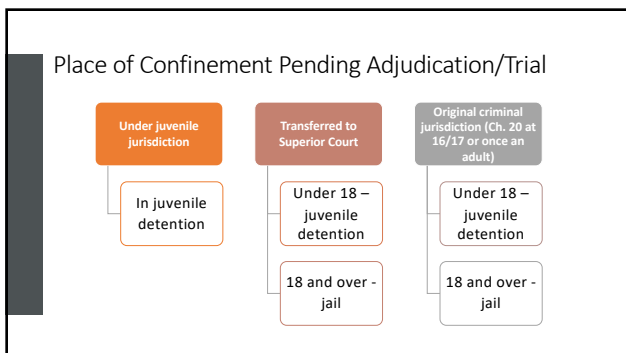 Place of Confinement Pending Adjudication/Trial
Under juvenile
jurisdiction
In juvenile
detention
Transferred to
Superior Court
Under 18 –
juvenile
detention
18 and over -
jail
Original criminal
jurisdiction (Ch. 20 at
16/17 or once an
adult)
Under 18 –
juvenile
detention
18 and over -
jail